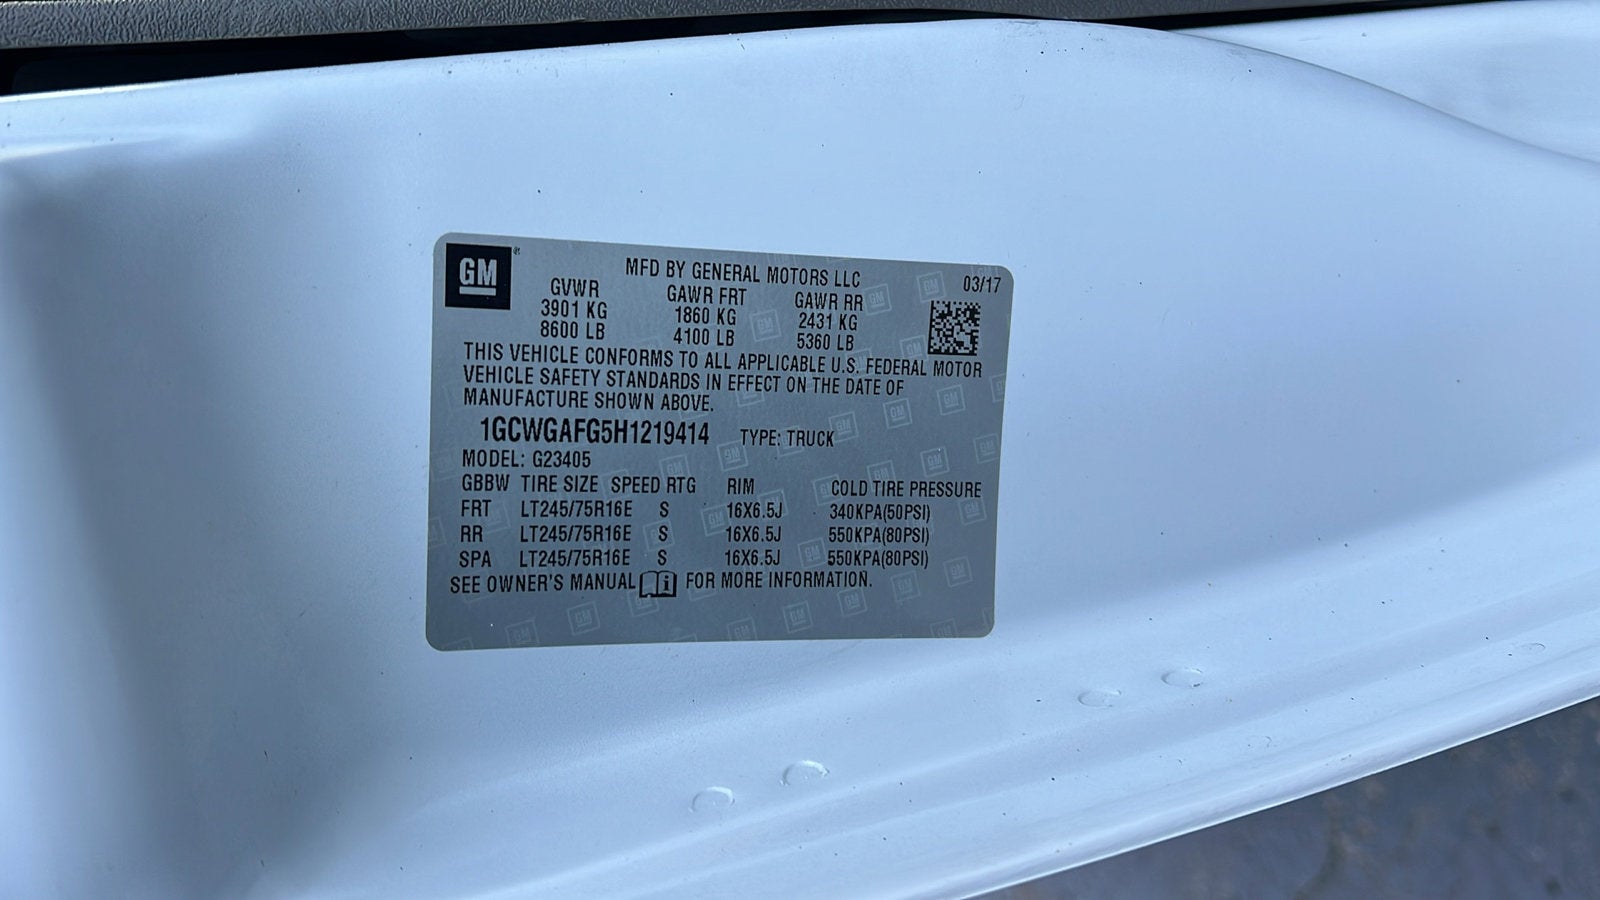 GM®
MFD BY GENERAL MOTORS LLC 03/17
GVWR GAWR FRT GAWR RR
3901 KG 1860 KG 2431 KG
8600 LB 4100 LB 5360 LB
THIS VEHICLE CONFORMS TO ALL APPLICABLE U.S. FEDERAL MOTOR
VEHICLE SAFETY STANDARDS IN EFFECT ON THE DATE OF
MANUFACTURE SHOWN ABOVE.
1GCWGAFG5H1219414 TYPE: TRUCK
MODEL: G23405
GBBW TIRE SIZE SPEED RTG RIM COLD TIRE PRESSURE
FRT LT245/75R16E S 16X6.5J 340KPA(50PSI)
RR LT245/75R16E S 16X6.5J 550KPA(80PSI)
SPA LT245/75R16E S 16X6.5J 550KPA(80PSI)
SEE OWNER'S MANUAL FOR MORE INFORMATION.